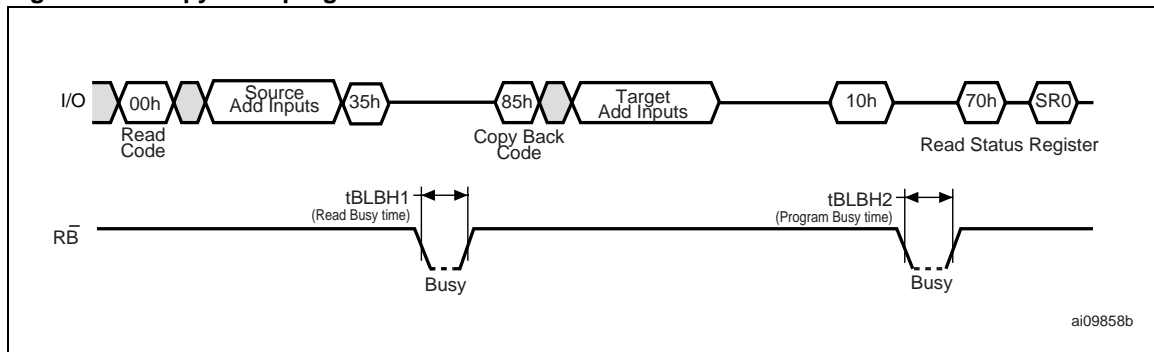 I/O 00h Source Add Inputs 35h 85h Target Add Inputs 10h 70h SR0
Read Code
Copy Back Code
Read Status Register
tBLBH1
(Read Busy time)
tBLBH2
(Program Busy time)
RB̅
Busy
Busy
ai09858b